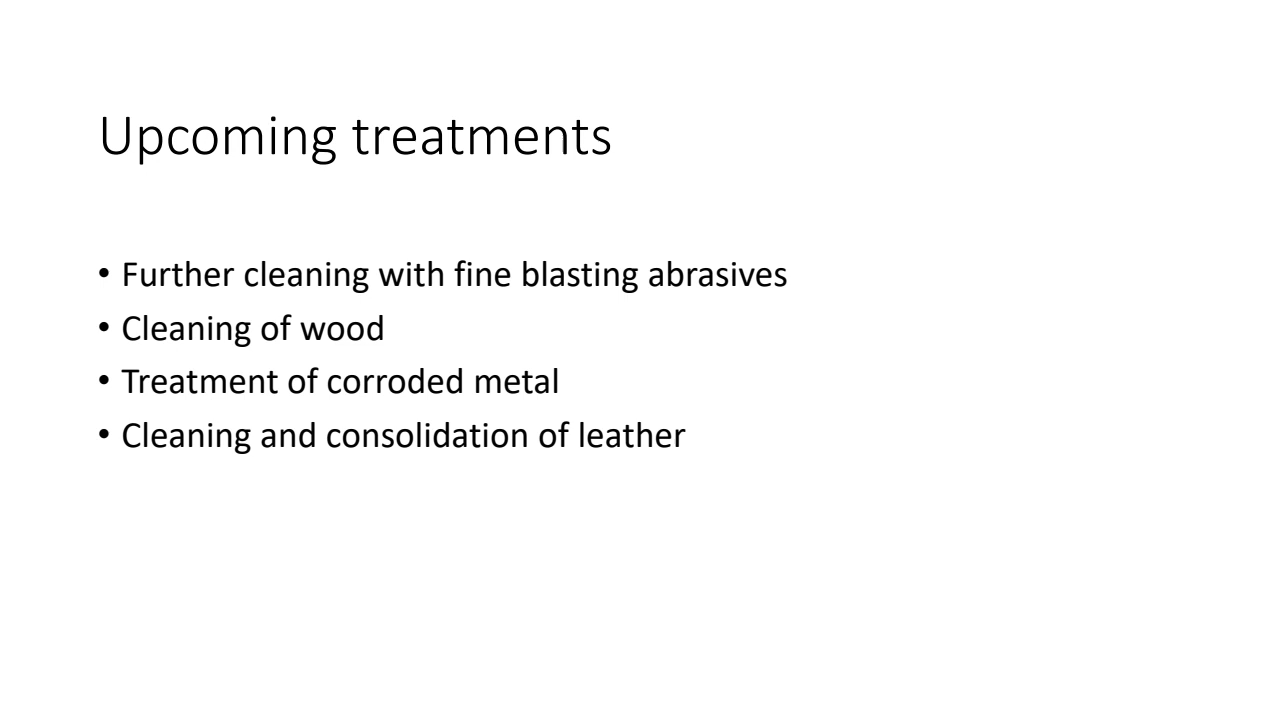 Upcoming treatments
• Further cleaning with fine blasting abrasives
• Cleaning of wood
• Treatment of corroded metal
• Cleaning and consolidation of leather